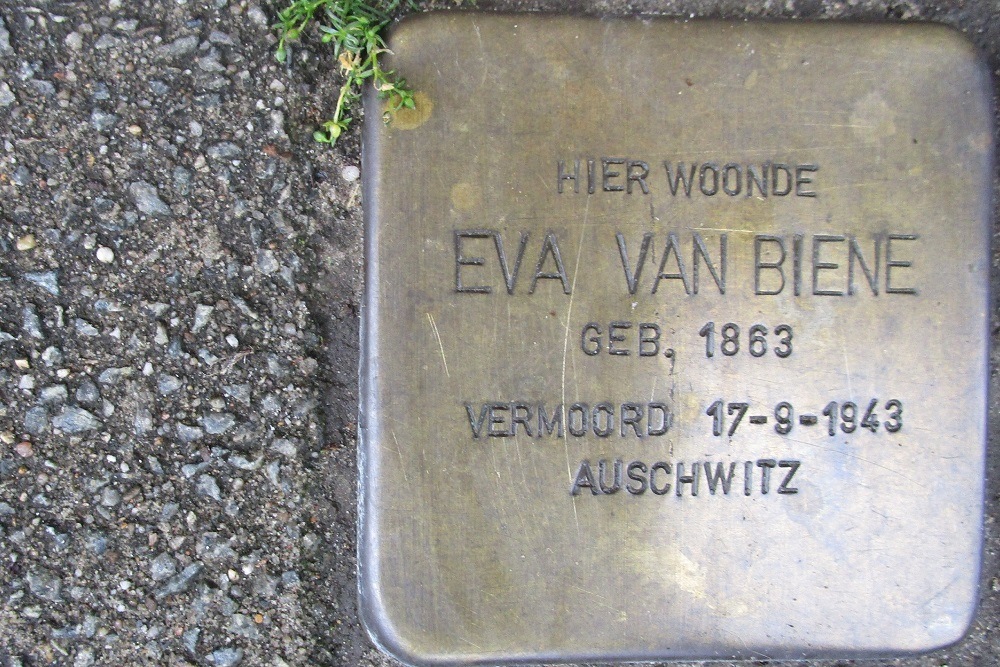 HIER WOONDE
EVA VAN BIENE
GEB. 1863
VERMOORD 17-9-1943
AUSCHWITZ